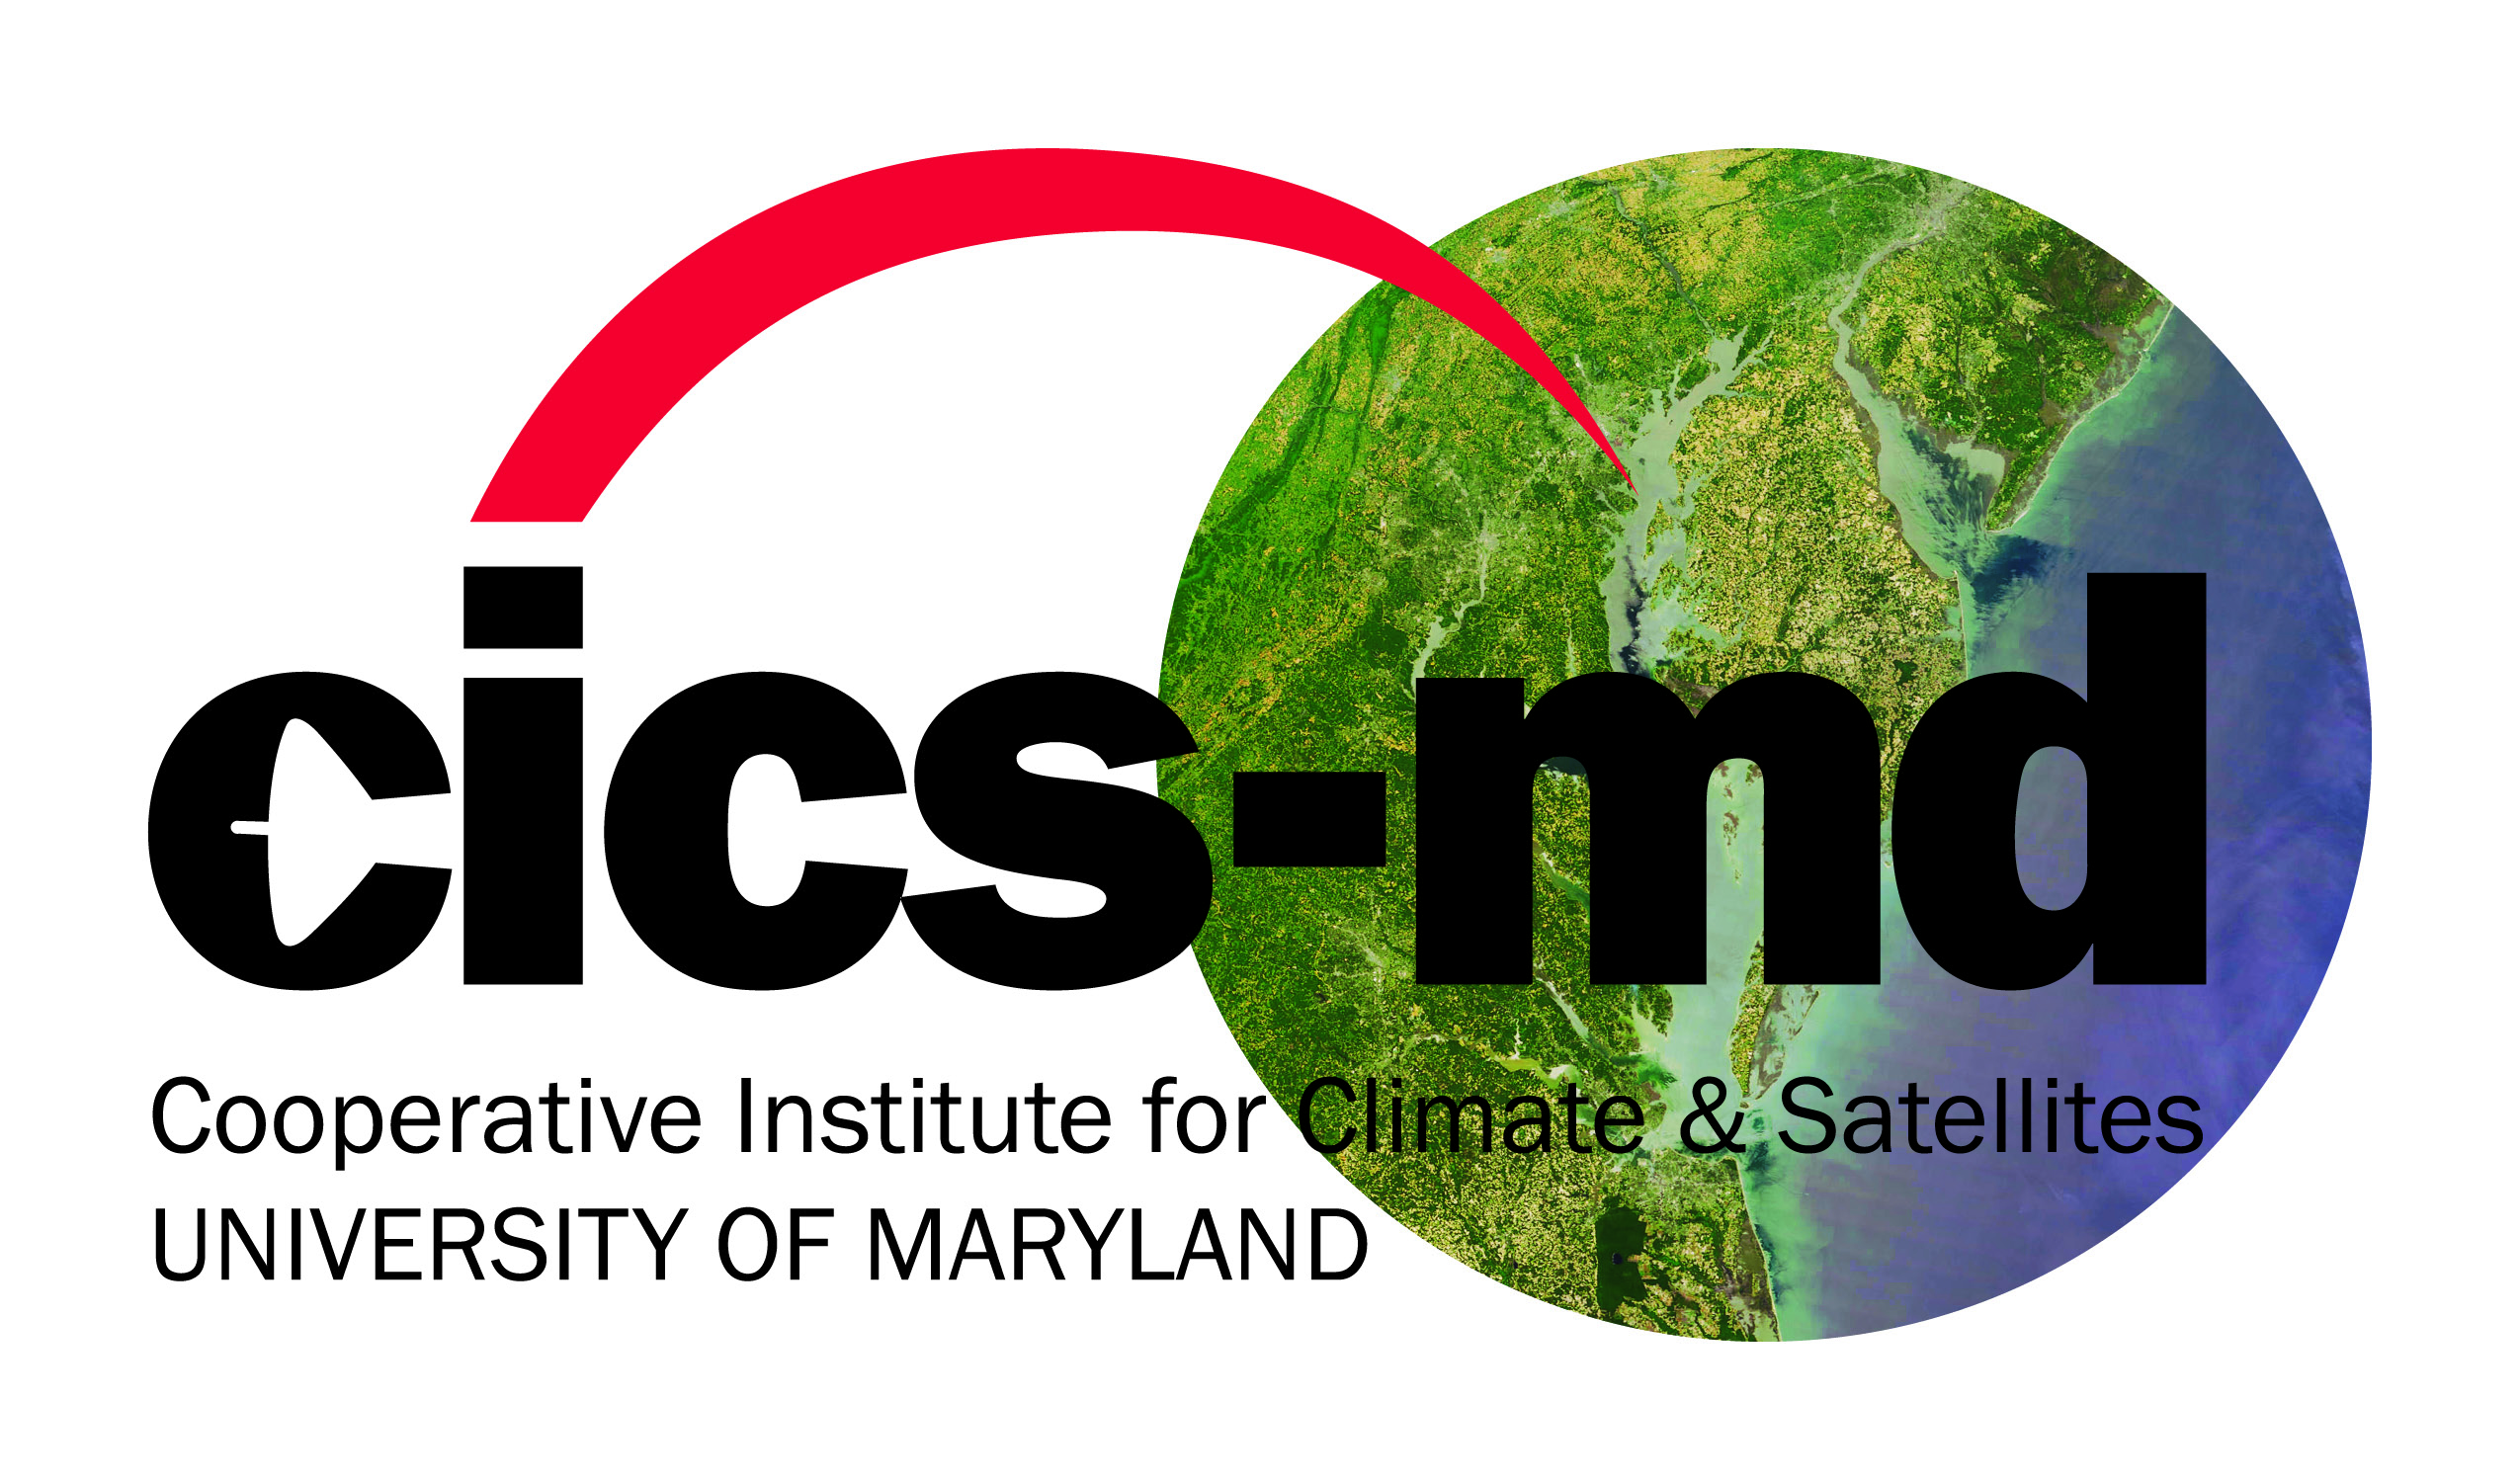 cics-md
Cooperative Institute for Climate & Satellites
UNIVERSITY OF MARYLAND